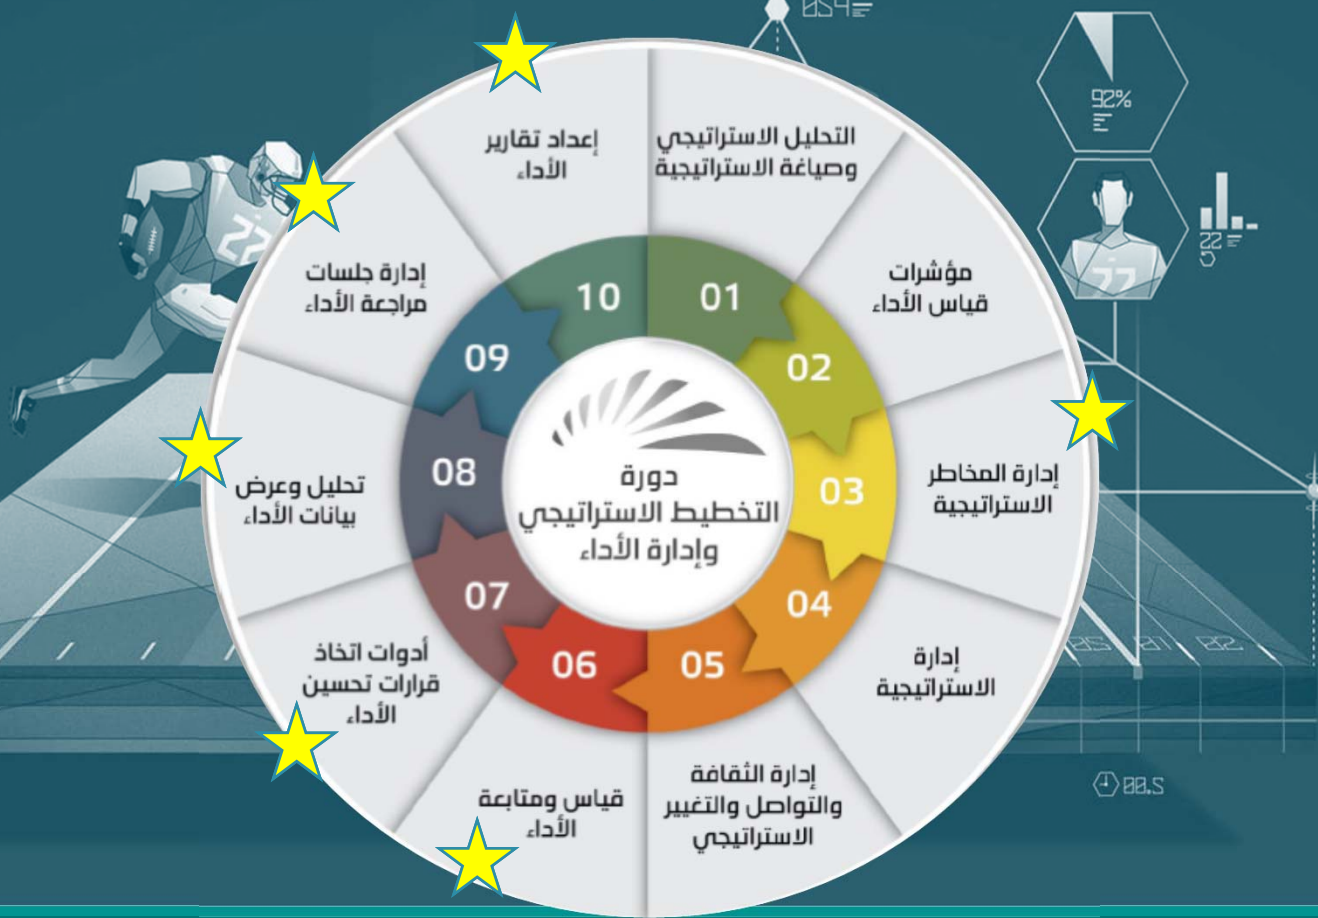 دورة
التخطيط الاستراتيجي
وإدارة الأداء
01
التحليل الاستراتيجي
وصياغة الاستراتيجية
02
مؤشرات
قياس الأداء
03
إدارة المخاطر
الاستراتيجية
04
إدارة
الاستراتيجية
05
إدارة الثقافة
والتواصل والتغيير
الاستراتيجي
06
قياس ومتابعة
الأداء
07
أدوات اتخاذ
قرارات تحسين
الأداء
08
تحليل وعرض
بيانات الأداء
09
إدارة جلسات
مراجعة الأداء
10
إعداد تقارير
الأداء
92%
22
22